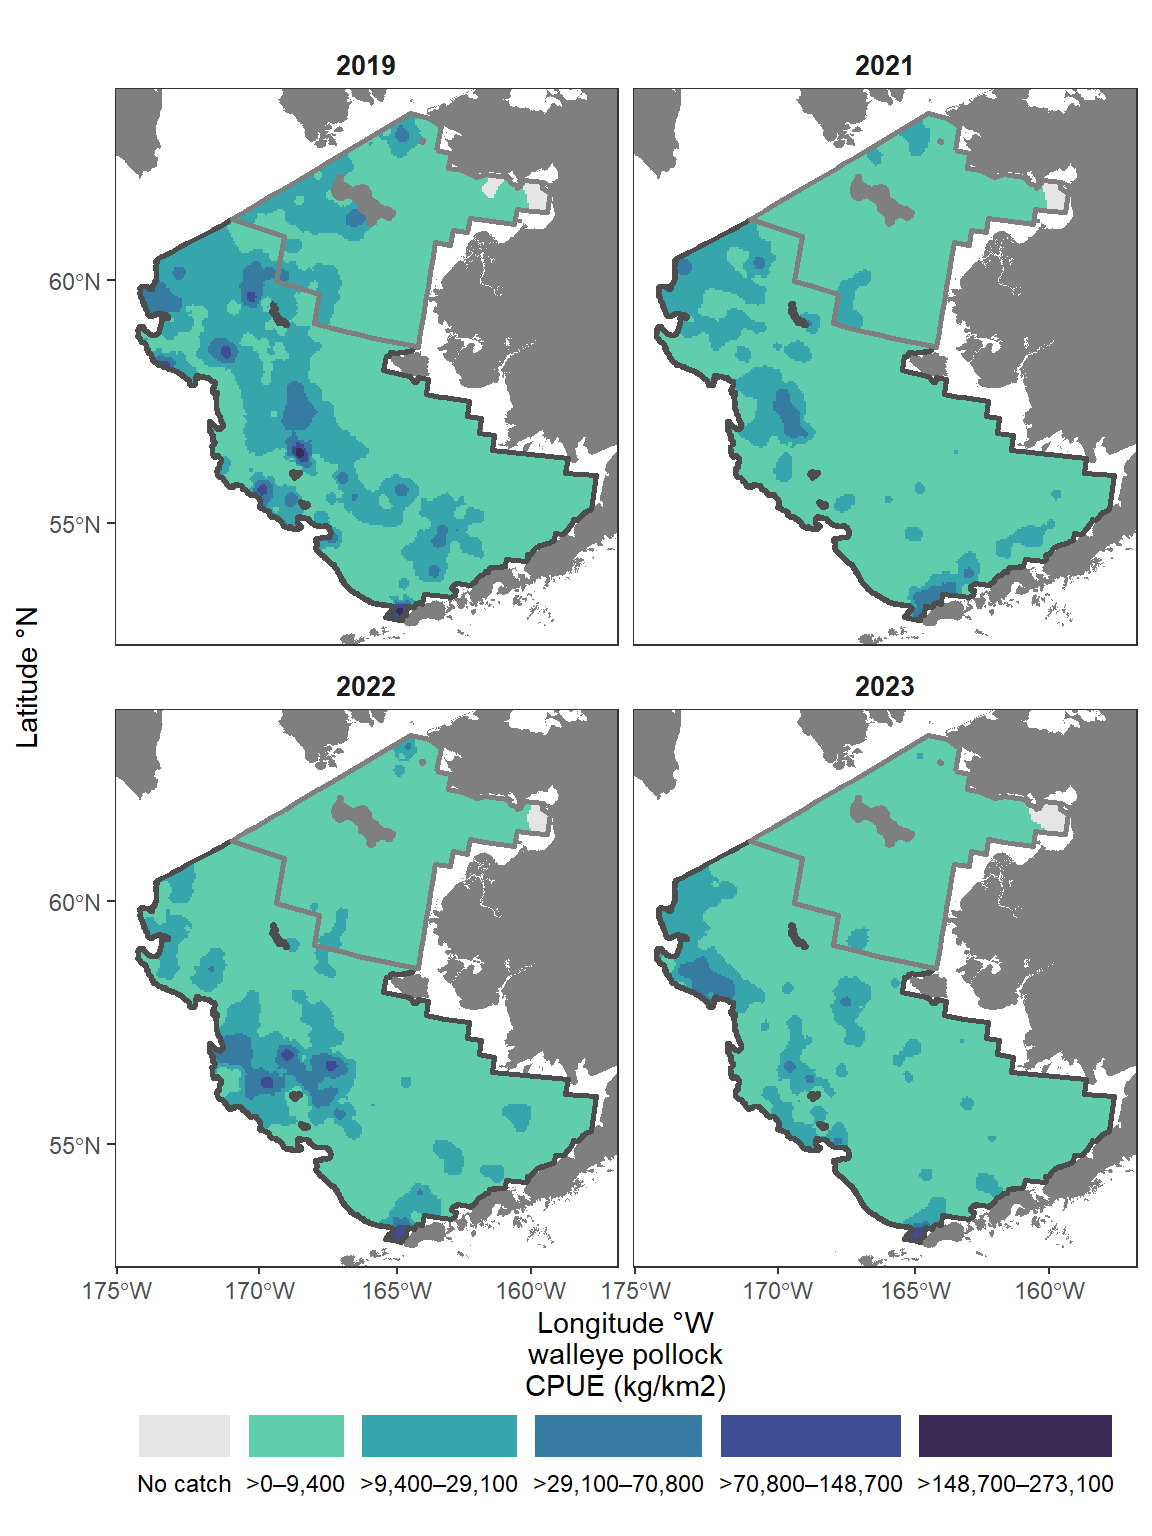 2019
2021
60°N
55°N
Latitude °N
2022
2023
60°N
55°N
175°W
170°W
165°W
160°W
175°W
170°W
165°W
160°W
Longitude °W
walleye pollock
CPUE (kg/km2)
No catch
>0–9,400
>9,400–29,100
>29,100–70,800
>70,800–148,700
>148,700–273,100